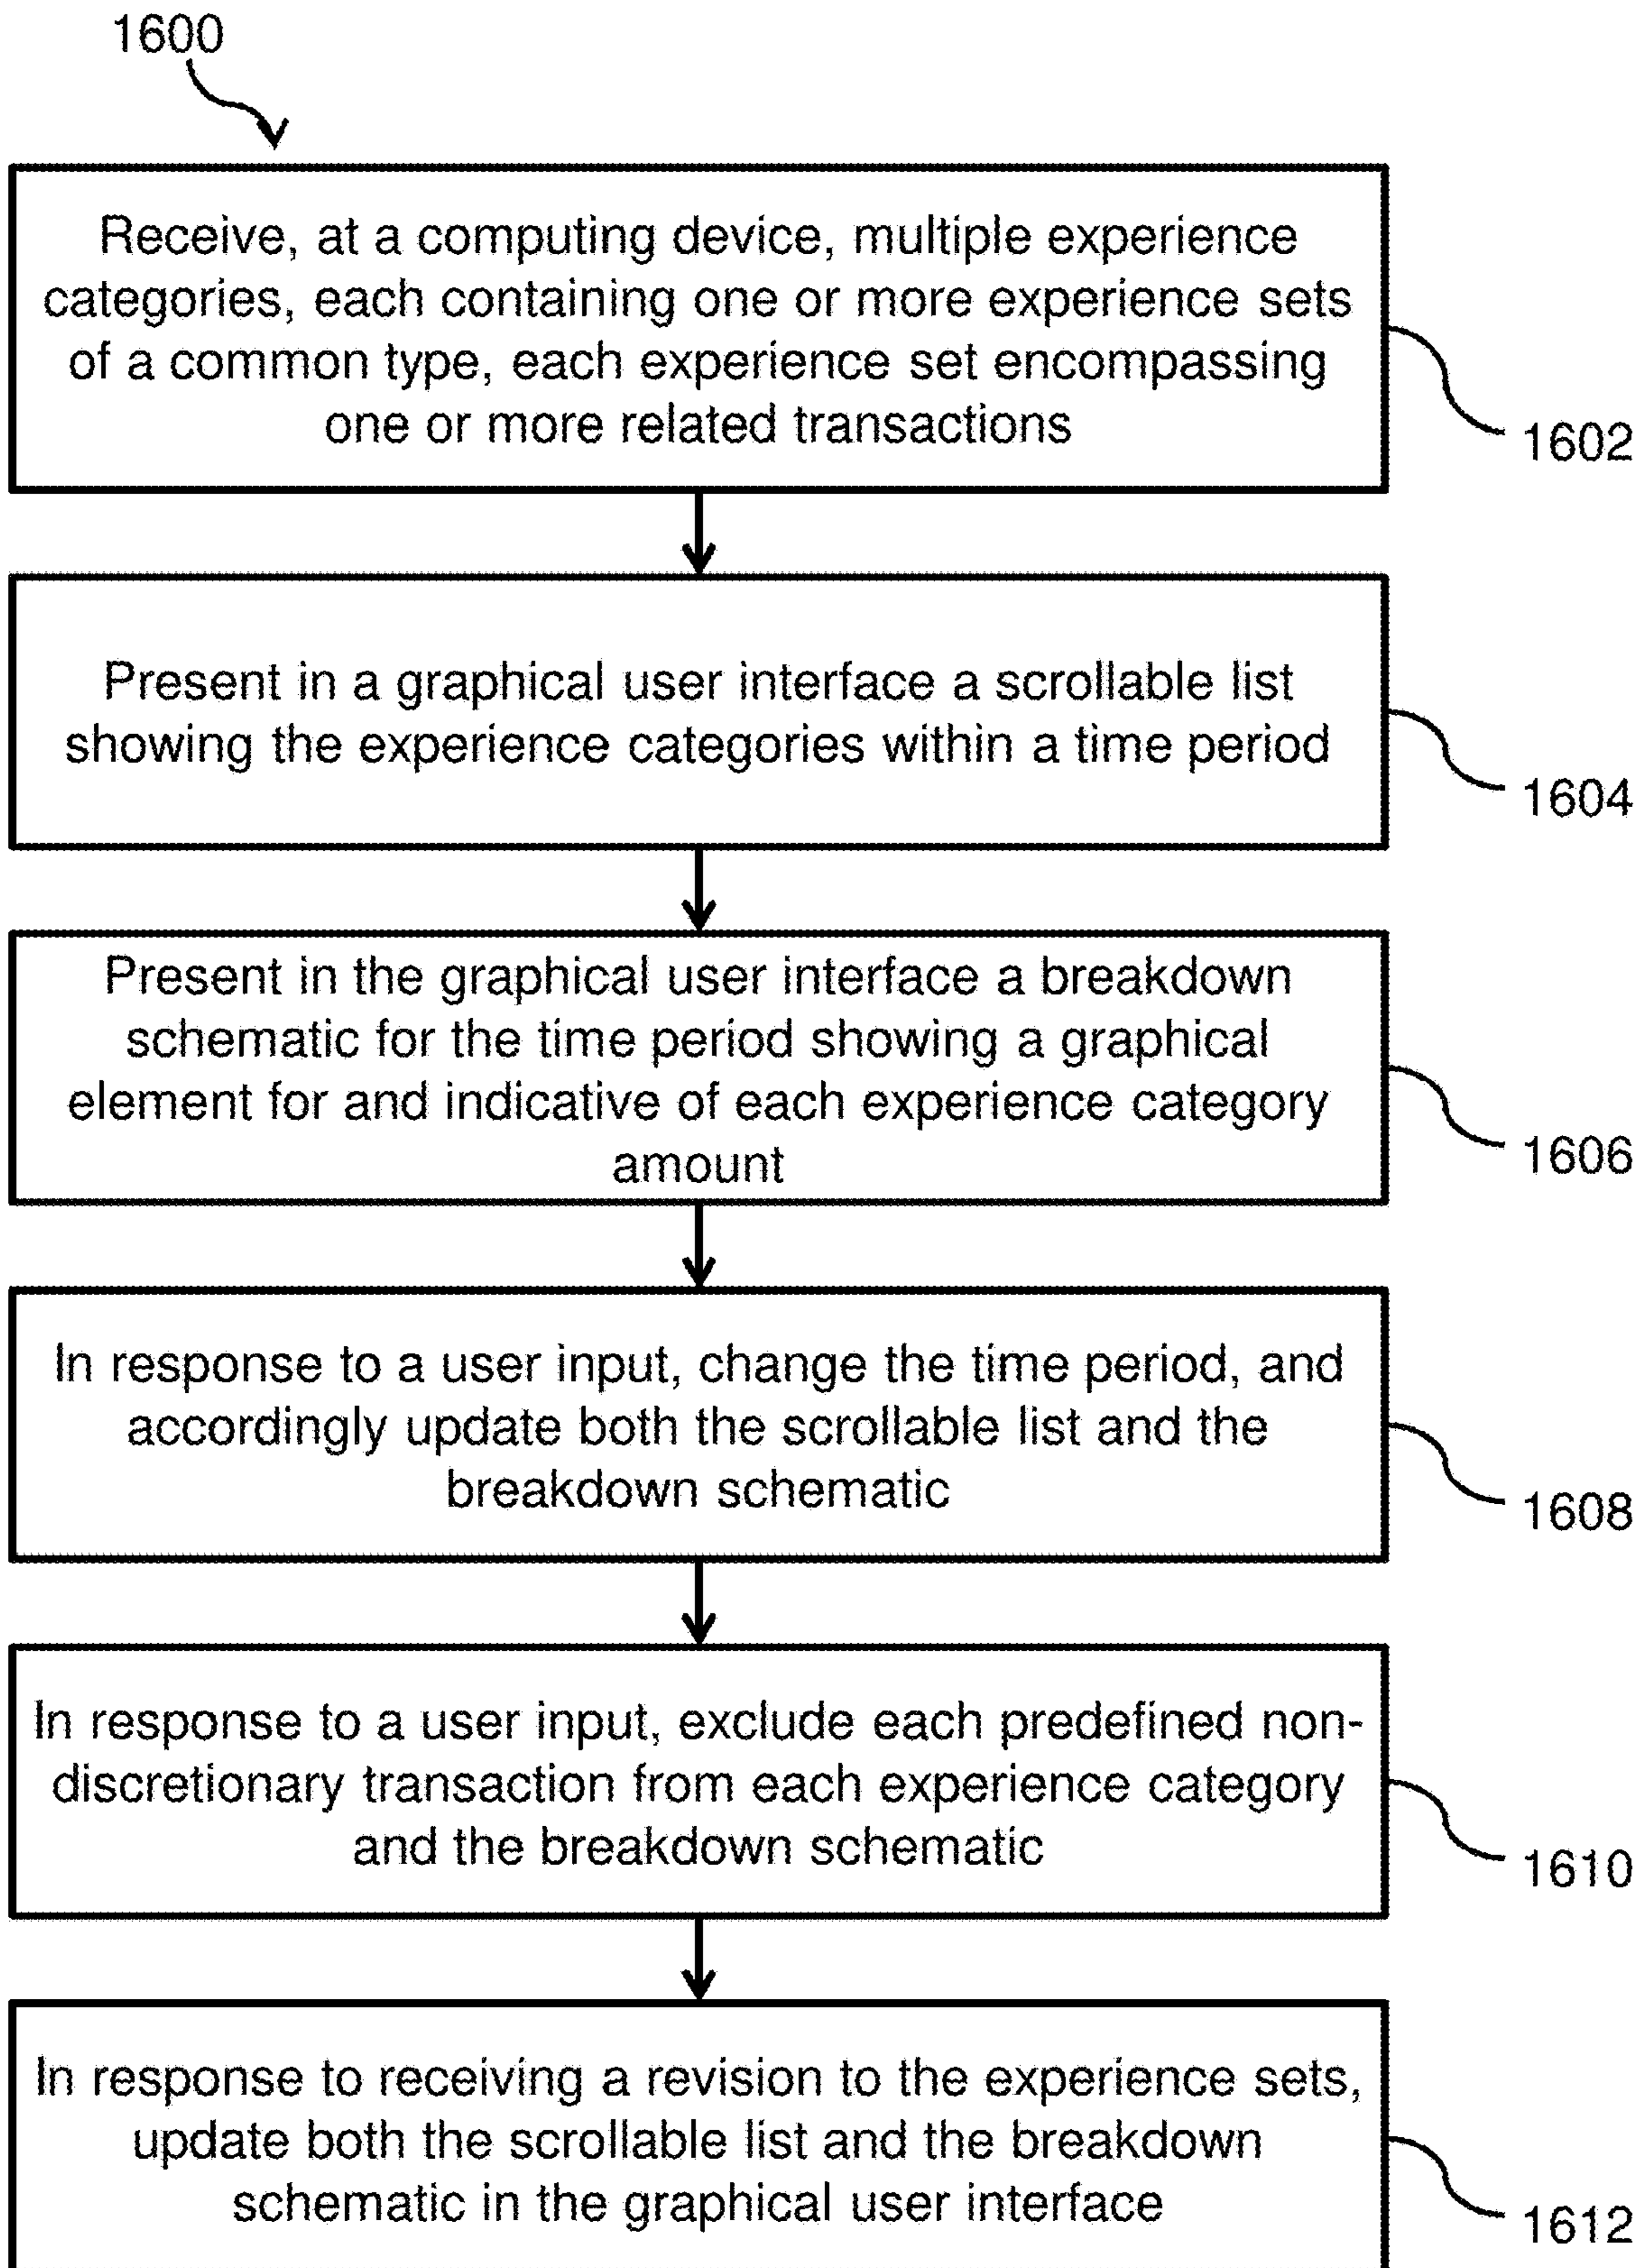 1600
Receive, at a computing device, multiple experience
categories, each containing one or more experience sets
of a common type, each experience set encompassing
one or more related transactions
1602
Present in a graphical user interface a scrollable list
showing the experience categories within a time period
1604
Present in the graphical user interface a breakdown
schematic for the time period showing a graphical
element for and indicative of each experience category
amount
1606
In response to a user input, change the time period, and
accordingly update both the scrollable list and the
breakdown schematic
1608
In response to a user input, exclude each predefined non-
discretionary transaction from each experience category
and the breakdown schematic
1610
In response to receiving a revision to the experience sets,
update both the scrollable list and the breakdown
schematic in the graphical user interface
1612